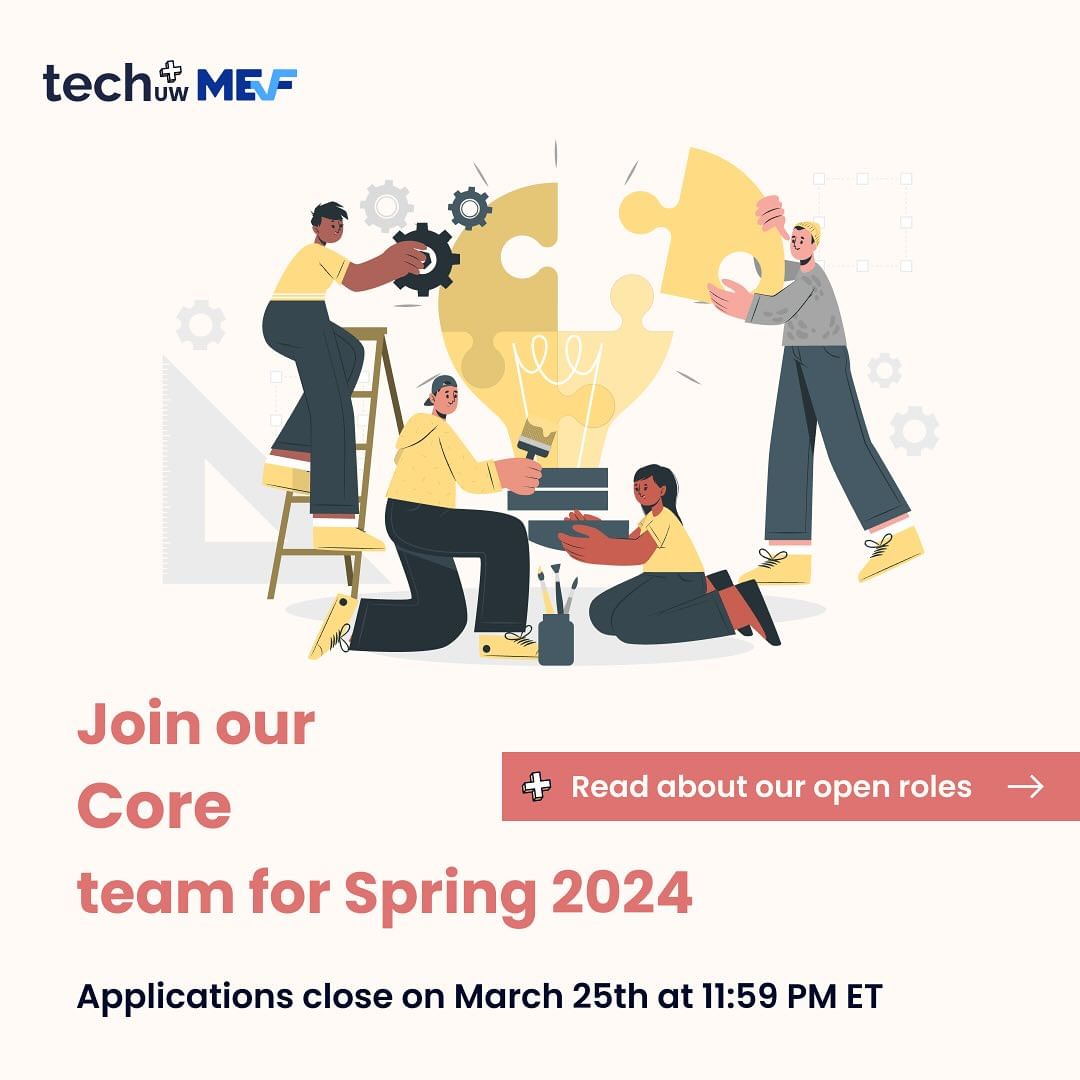 tech+UW MEVF
Join our
Core
Read about our open roles
team for Spring 2024
Applications close on March 25th at 11:59 PM ET